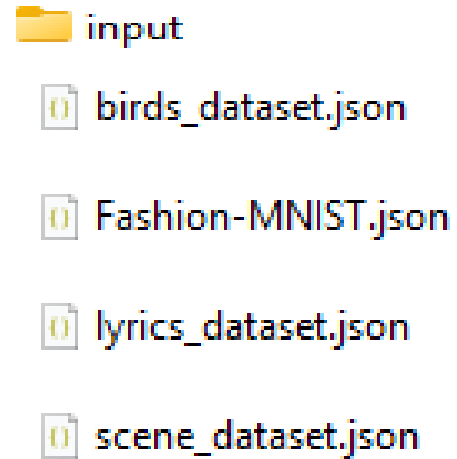 input
birds_dataset.json
Fashion-MNIST.json
lyrics_dataset.json
scene_dataset.json